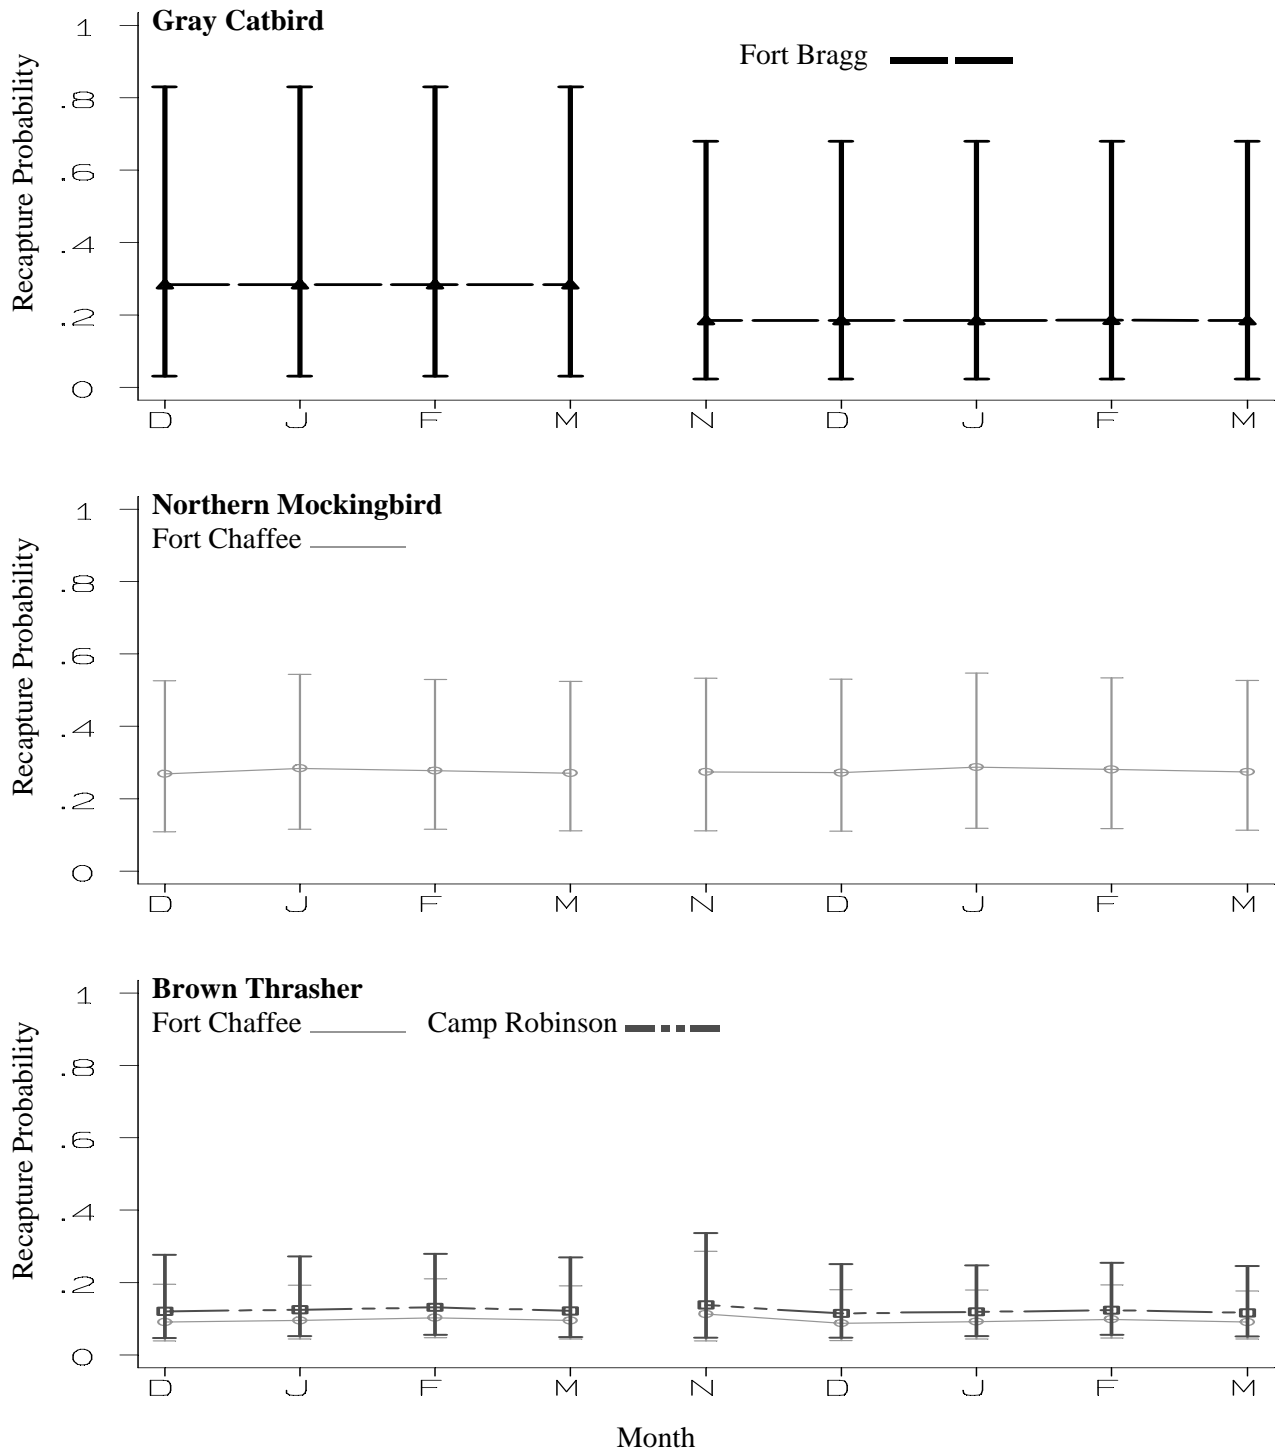 Gray Catbird
Fort Bragg
Recapture Probability
1
.8
.6
.4
.2
0
D J F M N D J F M
Northern Mockingbird
Fort Chaffee
Recapture Probability
1
.8
.6
.4
.2
0
D J F M N D J F M
Brown Thrasher
Fort Chaffee Camp Robinson
Recapture Probability
1
.8
.6
.4
.2
0
D J F M N D J F M
Month